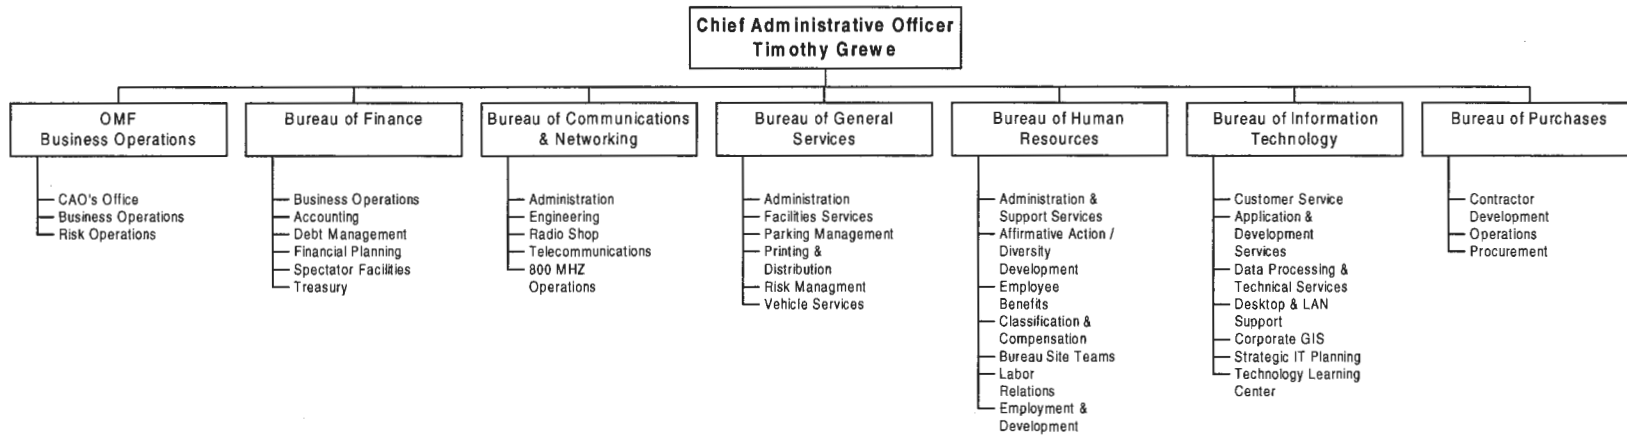 Chief Administrative Officer
Timothy Grewe
OMF
Business Operations
CAO's Office
Business Operations
Risk Operations
Bureau of Finance
Business Operations
Accounting
Debt Management
Financial Planning
Spectator Facilities
Treasury
Bureau of Communications
& Networking
Administration
Engineering
Radio Shop
Telecommunications
800 MHZ
Operations
Bureau of General
Services
Administration
Facilities Services
Parking Management
Printing &
Distribution
Risk Managment
Vehicle Services
Bureau of Human
Resources
Administration &
Support Services
Affirmative Action /
Diversity
Development
Employee
Benefits
Classification &
Compensation
Bureau Site Teams
Labor
Relations
Employment &
Development
Bureau of Information
Technology
Customer Service
Application &
Development
Services
Data Processing &
Technical Services
Desktop & LAN
Support
Corporate GIS
Strategic IT Planning
Technology Learning
Center
Bureau of Purchases
Contractor
Development
Operations
Procurement